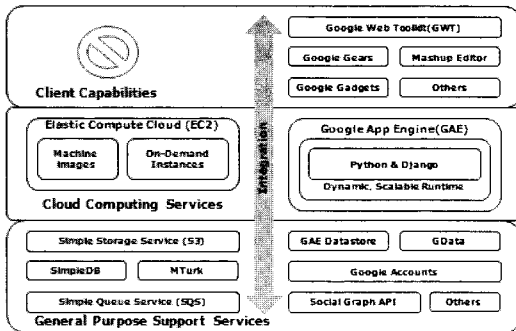 Google Web Toolkit(GWT)
Google Gears
Mashup Editor
Google Gadgets
Others
Client Capabilities
Integration
Elastic Compute Cloud (EC2)
Machine
Images
On-Demand
Instances
Cloud Computing Services
Google App Engine(GAE)
Python & Django
Dynamic, Scalable Runtime
Simple Storage Service (S3)
SimpleDB
MTurk
Simple Queue Service (SQS)
GAE Datastore
GData
Google Accounts
Social Graph API
Others
General Purpose Support Services